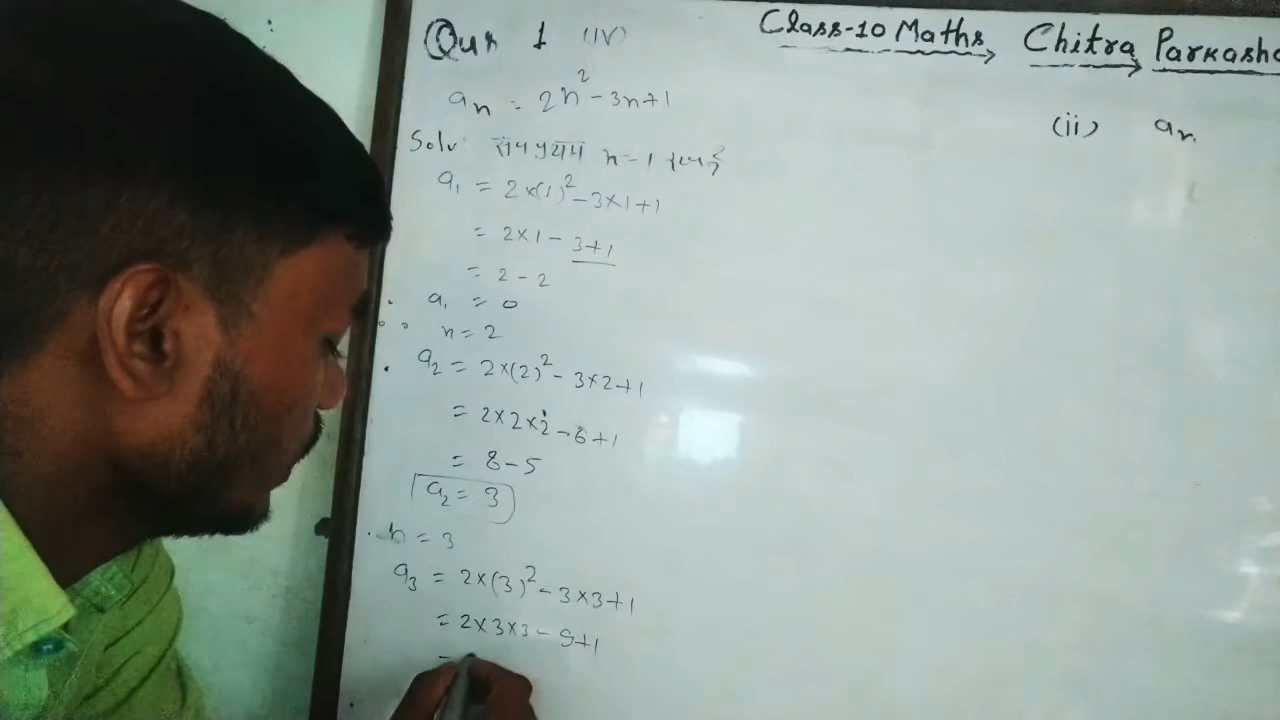 Qus 1 (IV)
Class-10 Maths Chitra Parkasha
aₙ = 2n² - 3n+1
(ii) aₙ
Solv:  n = 1
a₁ = 2×(1)² - 3×1+1
= 2×1 - 3+1
= 2 - 2
a₁ = 0
n = 2
a₂ = 2×(2)² - 3×2+1
= 2×2×2 - 6+1
= 8-5
a₂ = 3
n = 3
a₃ = 2×(3)² - 3×3+1
= 2×3×3 - 9+1